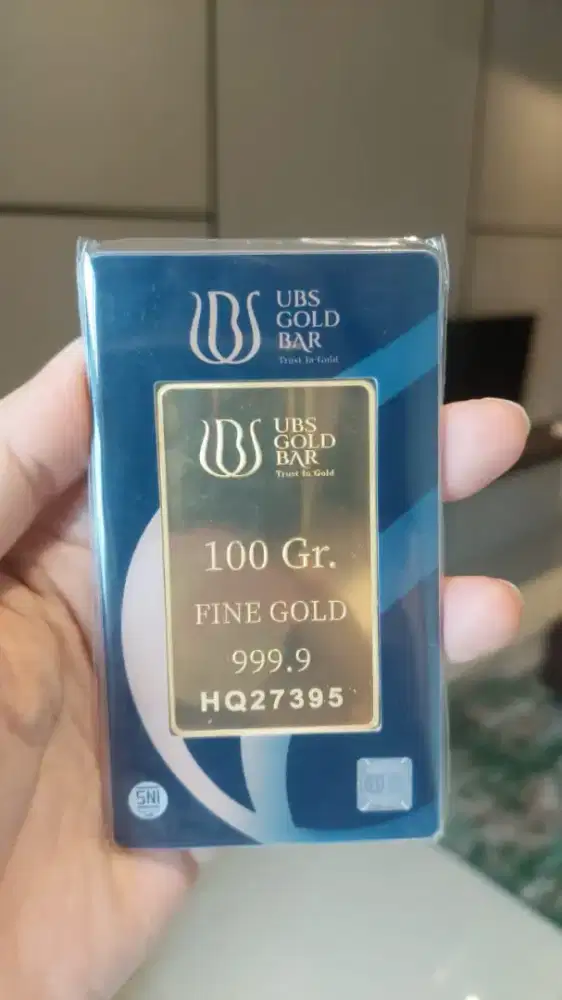 UBS
GOLD
BAR
Trust In Gold
UBS
GOLD
BAR
Trust In Gold
100 Gr.
FINE GOLD
999.9
HQ27395
SNI